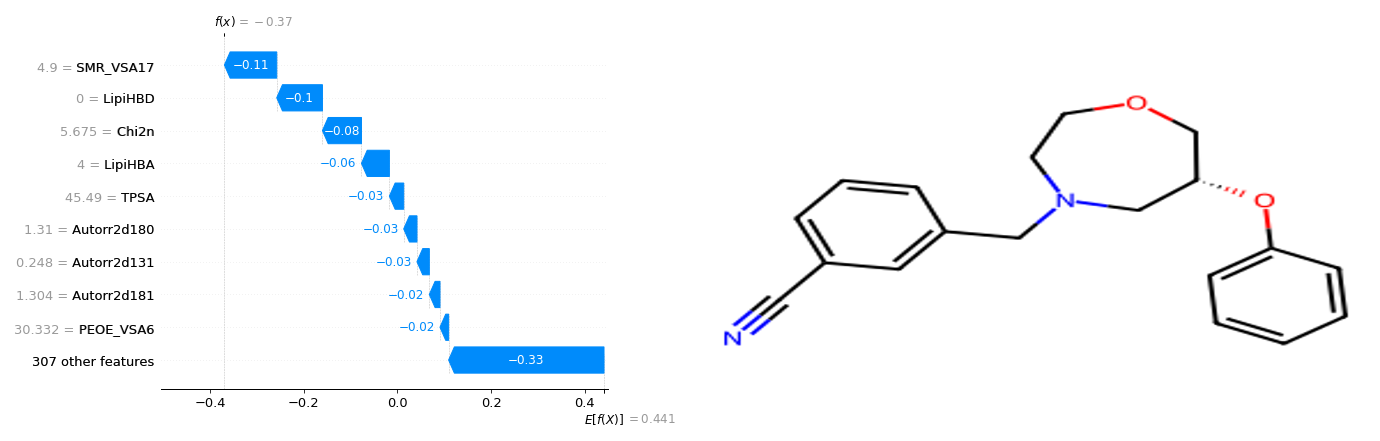 f(x) = −0.37
4.9 = SMR_VSA17
−0.11
0 = LipiHBD
−0.1
5.675 = Chi2n
−0.08
4 = LipiHBA
−0.06
45.49 = TPSA
−0.03
1.31 = Autorr2d180
−0.03
0.248 = Autorr2d131
−0.03
1.304 = Autorr2d181
−0.02
30.332 = PEOE_VSA6
−0.02
307 other features
−0.33
−0.4 −0.2 0.0 0.2 0.4
E[f(X)] = 0.441
O
N
O
N